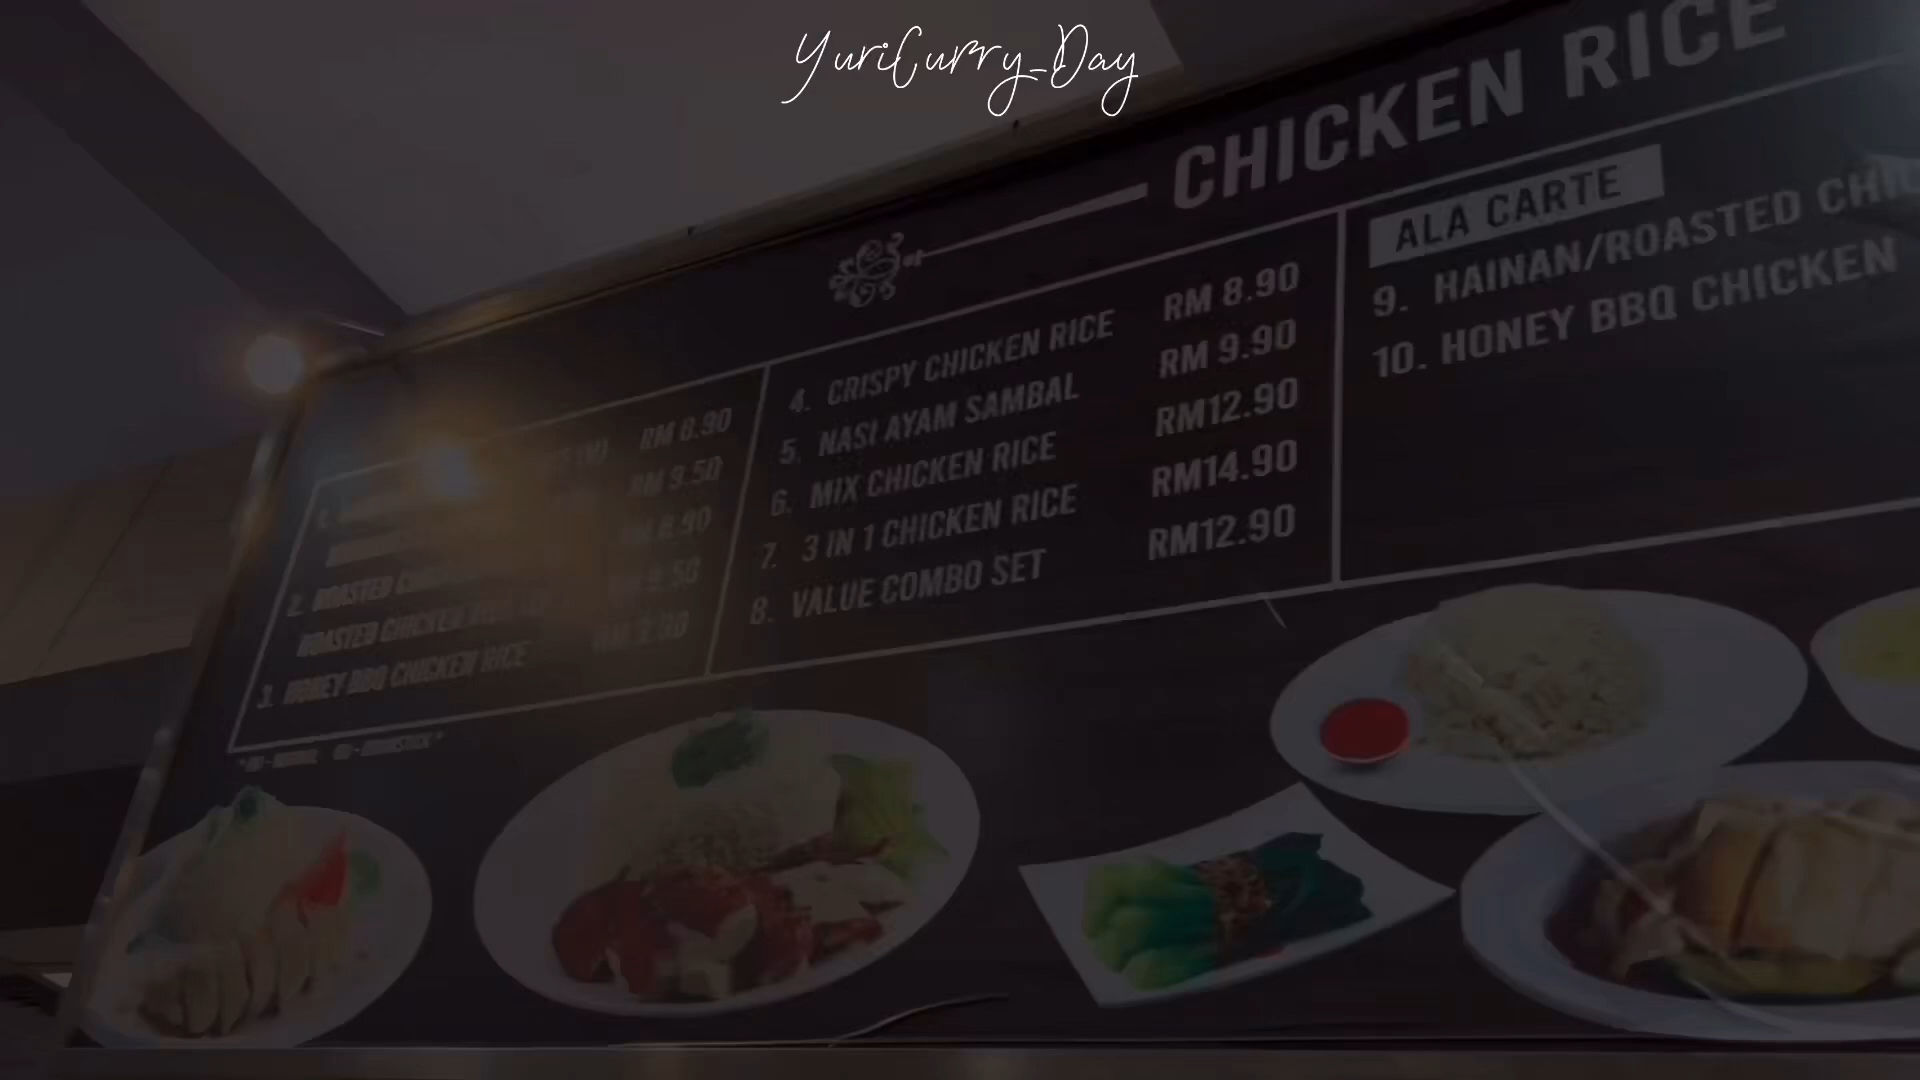 YuriCurry_Day
CHICKEN RICE
RM 8.90
RM 9.50
RM 8.90
9.50
2. ROASTED
ROASTED CHICKEN
3. HONEY BBQ CHICKEN RICE
4. CRISPY CHICKEN RICE RM 8.90
5. NASI AYAM SAMBAL RM 9.90
6. MIX CHICKEN RICE RM12.90
7. 3 IN 1 CHICKEN RICE RM14.90
8. VALUE COMBO SET RM12.90
ALA CARTE
9. HAINAN/ROASTED
10. HONEY BBQ CHICKEN